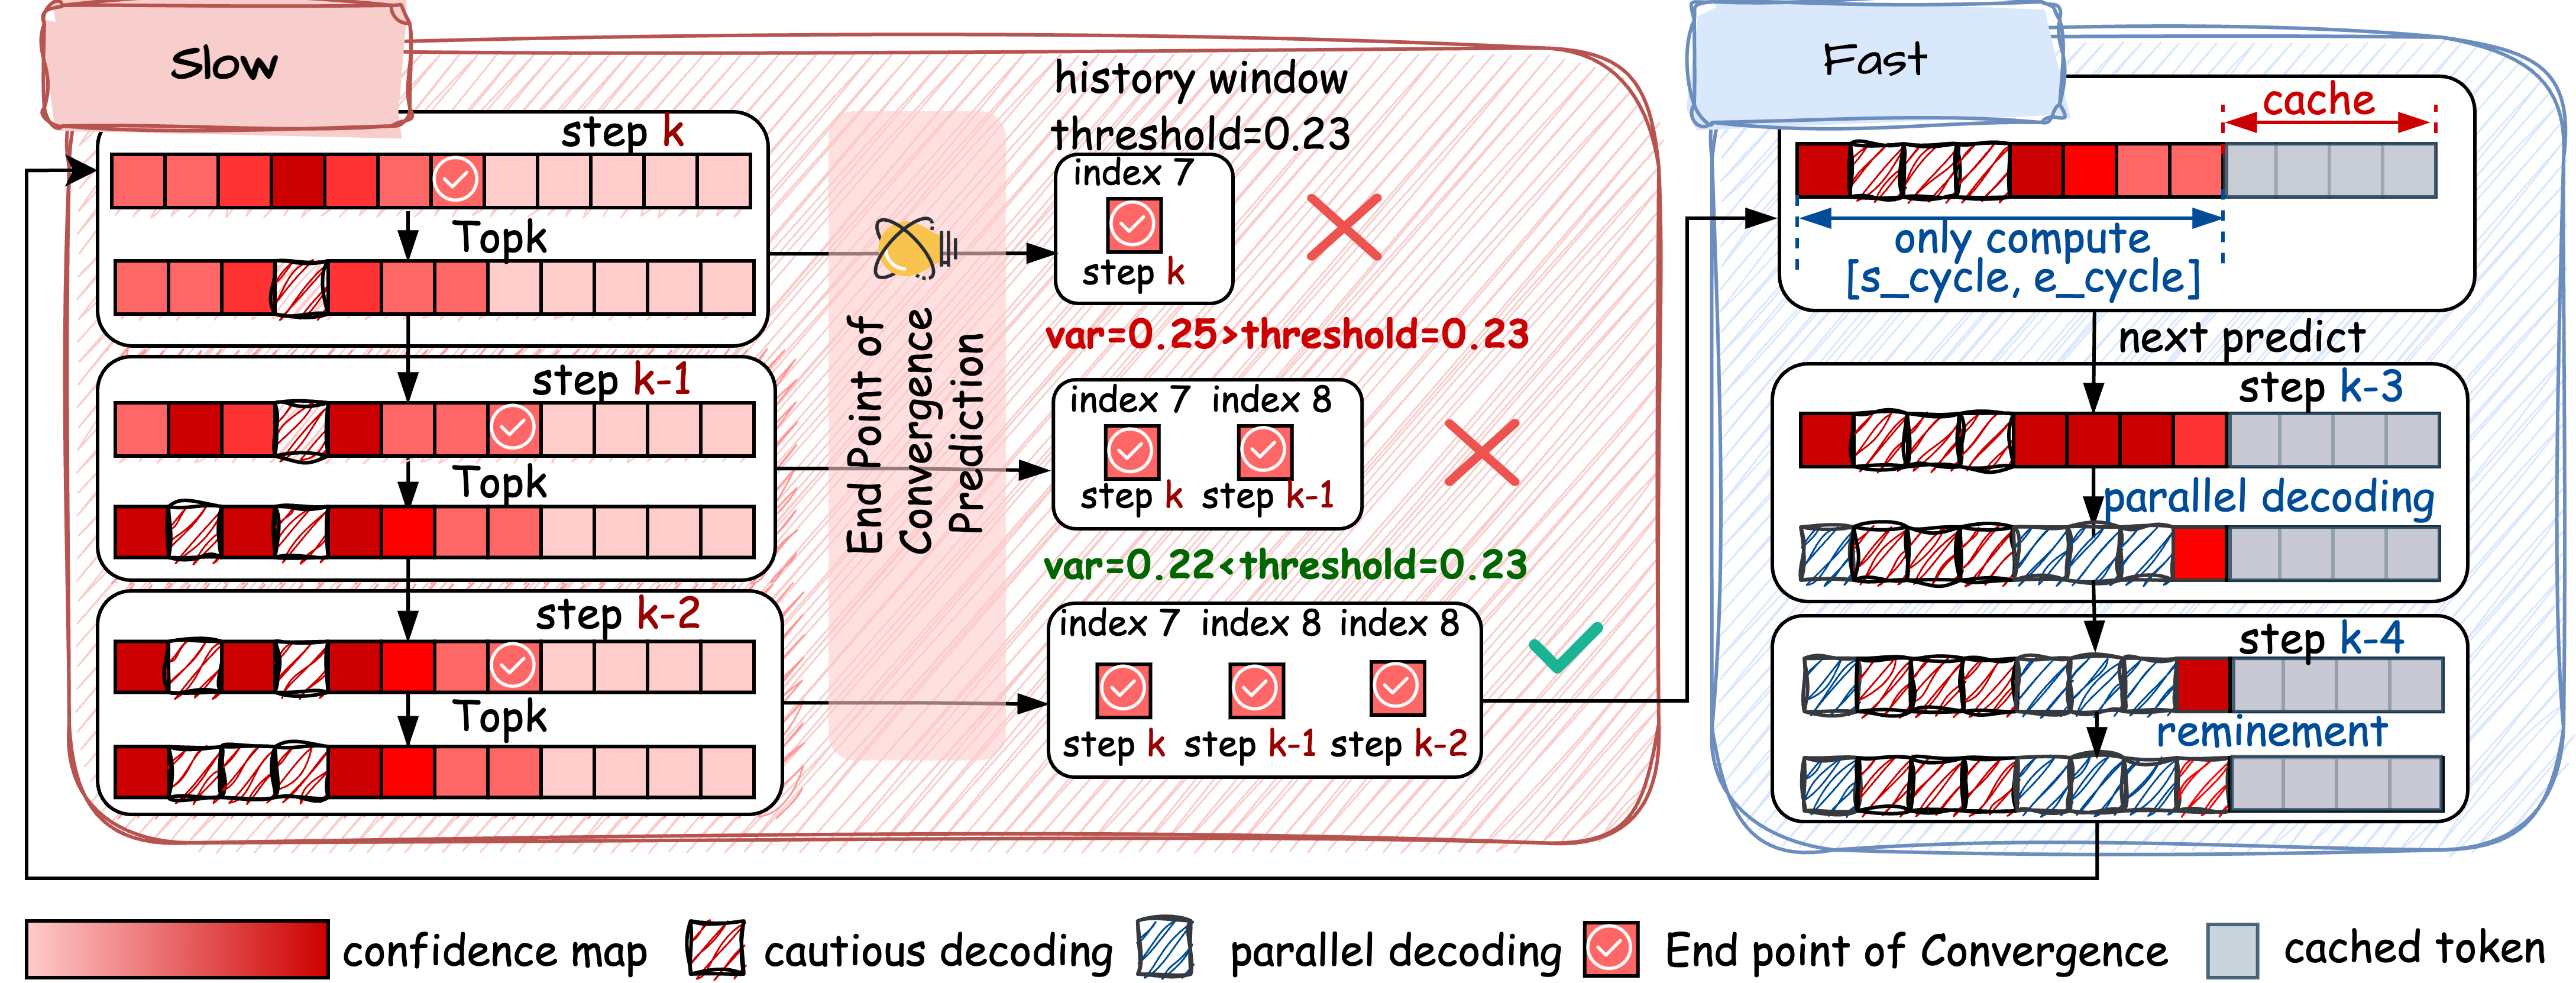 Slow
step k
Topk
step k-1
Topk
step k-2
Topk
End Point of
Convergence
Prediction
history window
threshold=0.23
index 7
step k
var=0.25>threshold=0.23
index 7 index 8
step k step k-1
var=0.22<threshold=0.23
index 7 index 8 index 8
step k step k-1 step k-2
Fast
cache
only compute
[s_cycle, e_cycle]
next predict
step k-3
parallel decoding
step k-4
reminement
confidence map
cautious decoding
parallel decoding
End point of Convergence
cached token